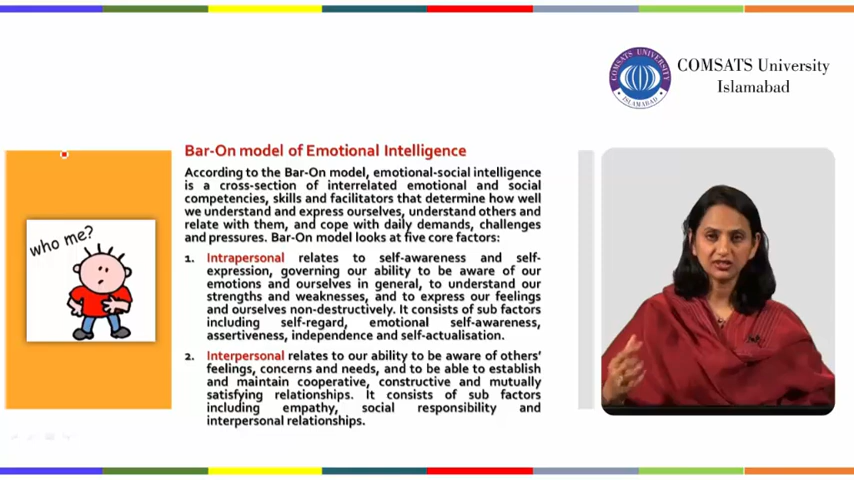 COMSATS University
Islamabad
COMSATS UNIVERSITY
ISLAMABAD
Bar-On model of Emotional Intelligence
According to the Bar-On model, emotional-social intelligence
is a cross-section of interrelated emotional and social
competencies, skills and facilitators that determine how well
we understand and express ourselves, understand others and
relate with them, and cope with daily demands, challenges
and pressures. Bar-On model looks at five core factors:
1. Intrapersonal relates to self-awareness and self-
expression, governing our ability to be aware of our
emotions and ourselves in general, to understand our
strengths and weaknesses, and to express our feelings
and ourselves non-destructively. It consists of sub factors
including self-regard, emotional self-awareness,
assertiveness, independence and self-actualisation.
2. Interpersonal relates to our ability to be aware of others'
feelings, concerns and needs, and to be able to establish
and maintain cooperative, constructive and mutually
satisfying relationships. It consists of sub factors
including empathy, social responsibility and
interpersonal relationships.
who me?